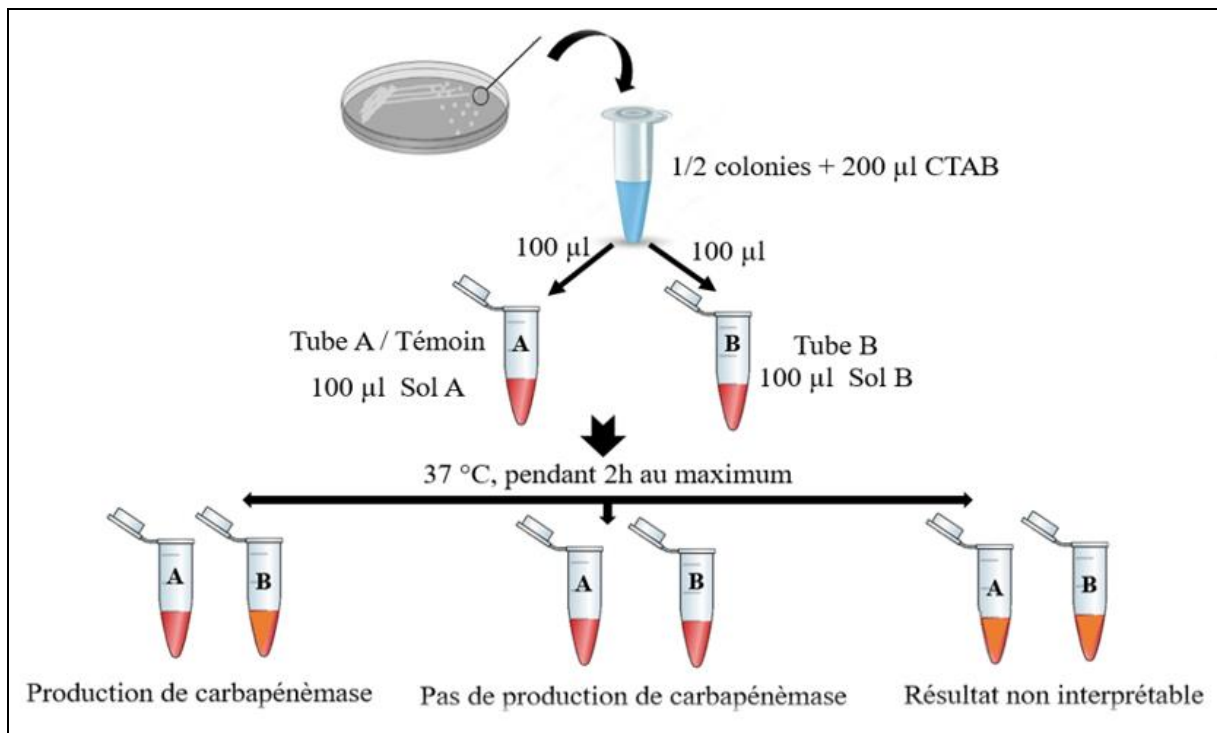 1/2 colonies + 200 µl CTAB
100 µl
100 µl
Tube A / Témoin
100 µl Sol A
A
B
Tube B
100 µl Sol B
37 °C, pendant 2h au maximum
A
B
A
B
A
B
Production de carbapénèmase
Pas de production de carbapénèmase
Résultat non interprétable